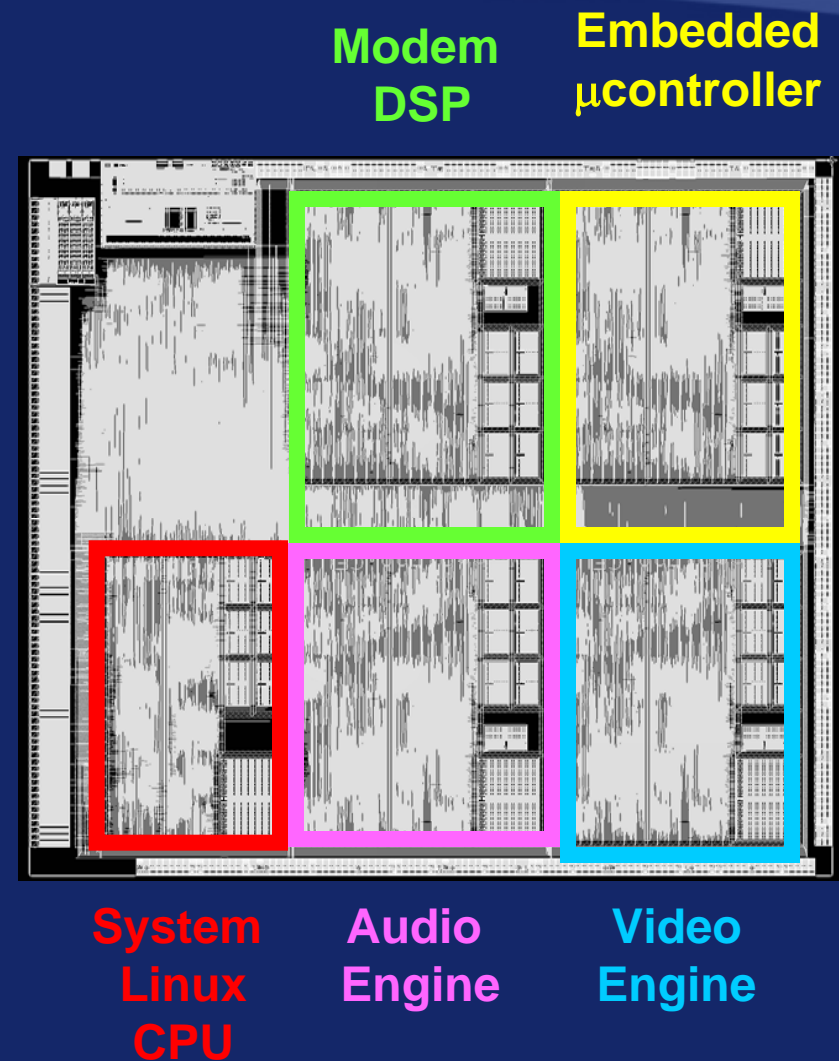 Modem
DSP
Embedded
μcontroller
System
Linux
CPU
Audio
Engine
Video
Engine